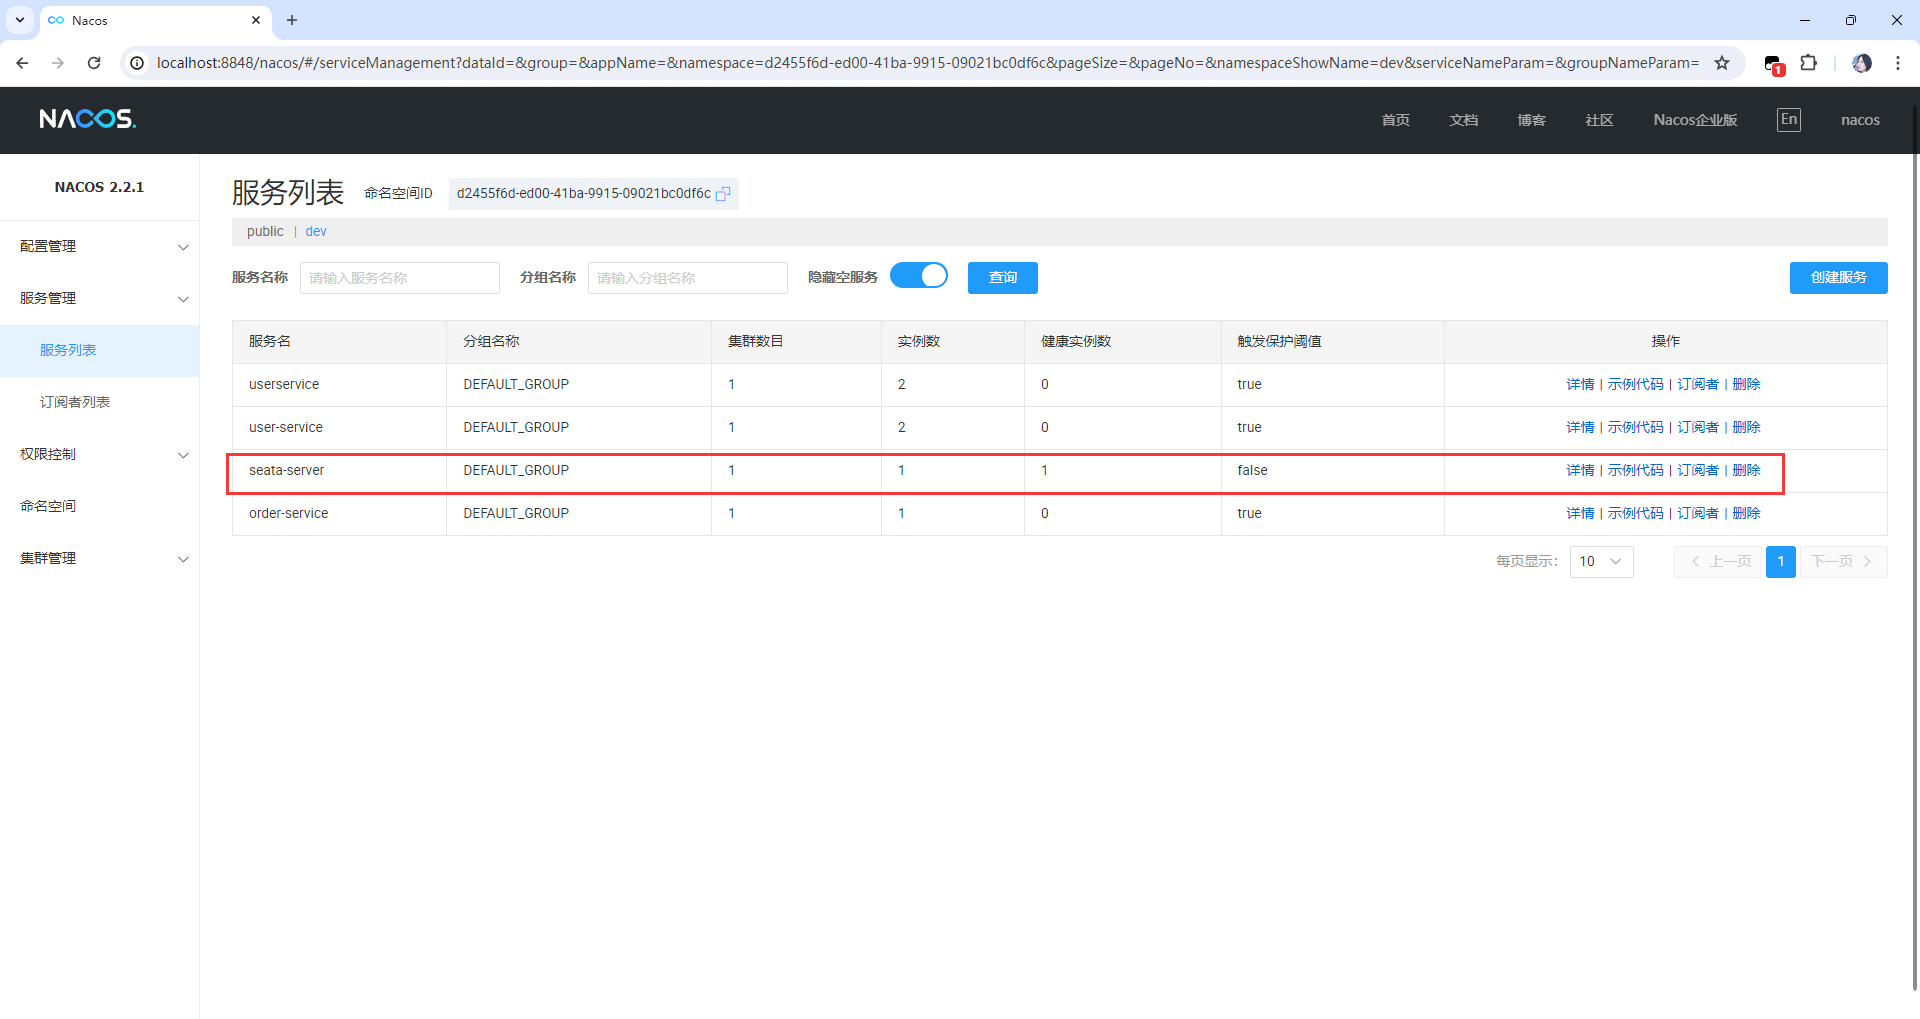 Nacos
localhost:8848/nacos/#/serviceManagement?dataId=&group=&appName=&namespace=d2455f6d-ed00-41ba-9915-09021bc0df6c&pageSize=&pageNo=&namespaceShowName=dev&serviceNameParam=&groupNameParam=
1
NACOS.
首页 文档 博客 社区 Nacos企业版 En nacos
NACOS 2.2.1
配置管理
服务管理
服务列表
订阅者列表
权限控制
命名空间
集群管理
服务列表 命名空间ID d2455f6d-ed00-41ba-9915-09021bc0df6c
public | dev
服务名称 请输入服务名称 分组名称 请输入分组名称 隐藏空服务 查询 创建服务
服务名 分组名称 集群数目 实例数 健康实例数 触发保护阈值 操作
userservice DEFAULT_GROUP 1 2 0 true 详情 | 示例代码 | 订阅者 | 删除
user-service DEFAULT_GROUP 1 2 0 true 详情 | 示例代码 | 订阅者 | 删除
seata-server DEFAULT_GROUP 1 1 1 false 详情 | 示例代码 | 订阅者 | 删除
order-service DEFAULT_GROUP 1 1 0 true 详情 | 示例代码 | 订阅者 | 删除
每页显示: 10 上一页 1 下一页